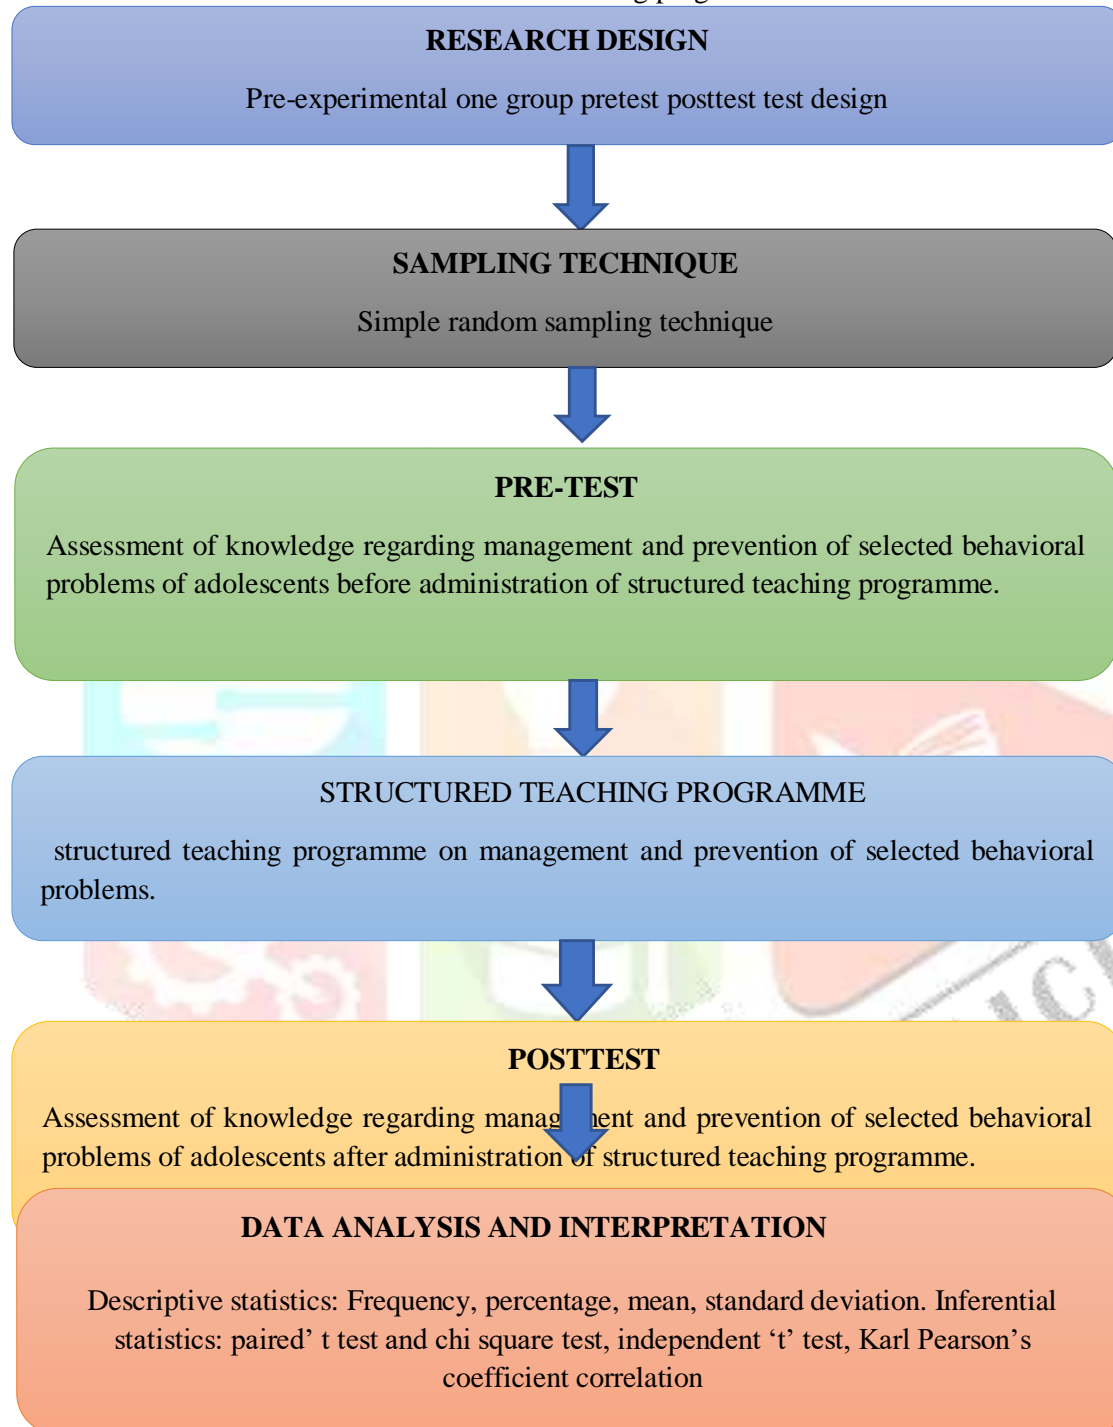 RESEARCH DESIGN
Pre-experimental one group pretest posttest test design
SAMPLING TECHNIQUE
Simple random sampling technique
PRE-TEST
Assessment of knowledge regarding management and prevention of selected behavioral
problems of adolescents before administration of structured teaching programme.
STRUCTURED TEACHING PROGRAMME
structured teaching programme on management and prevention of selected behavioral
problems.
POSTTEST
Assessment of knowledge regarding management and prevention of selected behavioral
problems of adolescents after administration of structured teaching programme.
DATA ANALYSIS AND INTERPRETATION
Descriptive statistics: Frequency, percentage, mean, standard deviation. Inferential
statistics: paired’ t test and chi square test, independent ‘t’ test, Karl Pearson’s
coefficient correlation